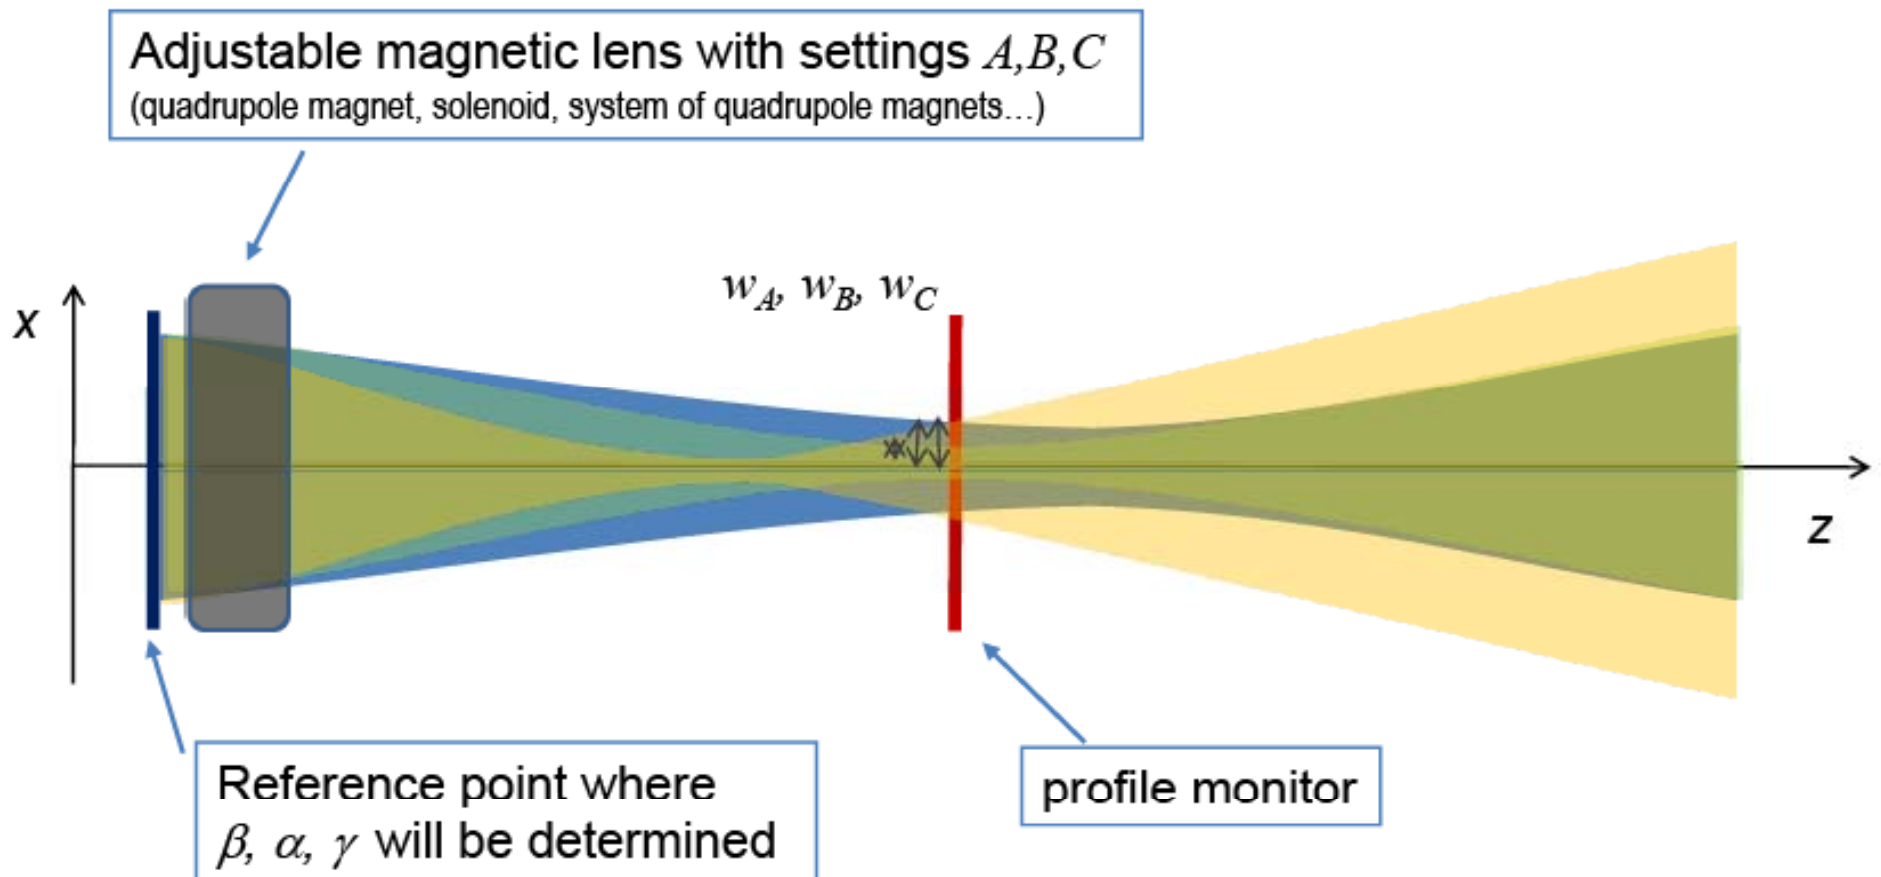 Adjustable magnetic lens with settings A,B,C
(quadrupole magnet, solenoid, system of quadrupole magnets…)
w_A, w_B, w_C
x
z
Reference point where
β, α, γ will be determined
profile monitor